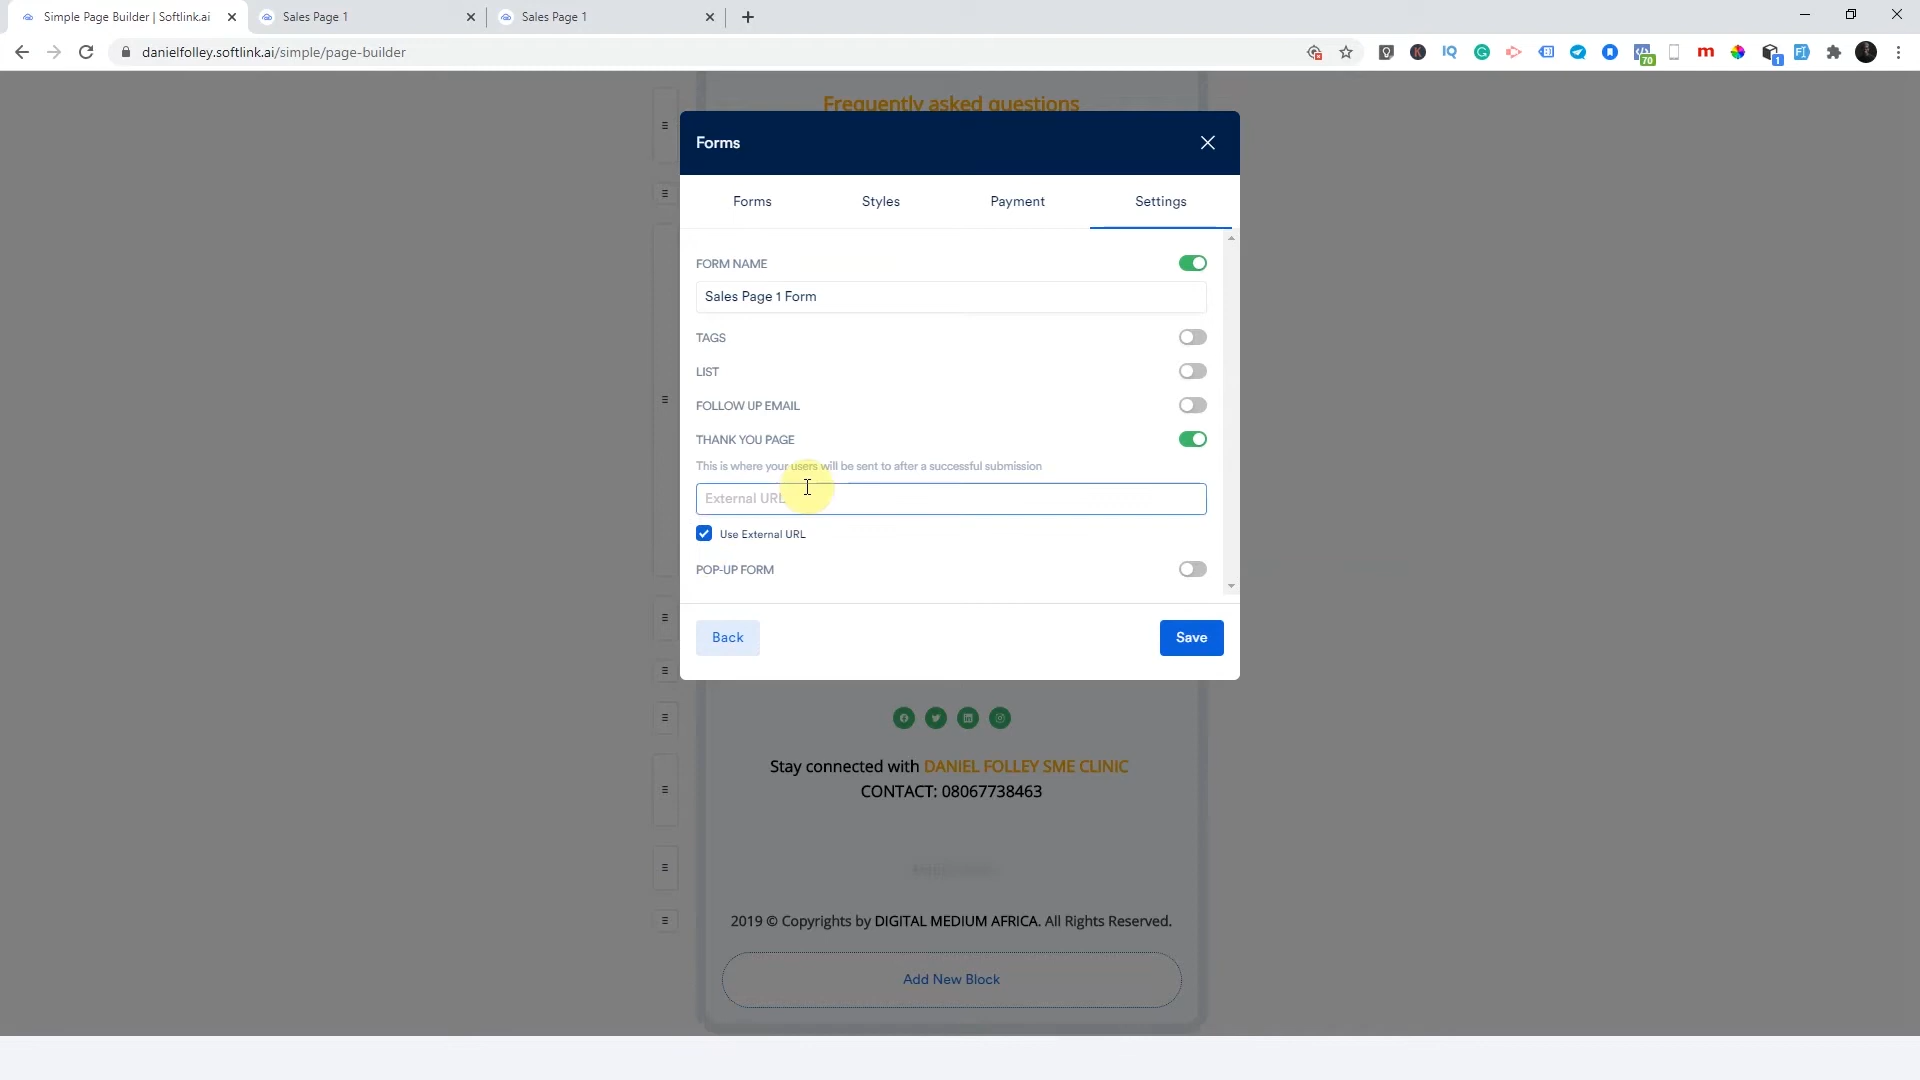 Simple Page Builder | Softlink.ai
Sales Page 1
Sales Page 1
danielfolley.softlink.ai/simple/page-builder
K
IQ
70
m
1
Frequently asked questions
Forms
Forms
Styles
Payment
Settings
FORM NAME
Sales Page 1 Form
TAGS
LIST
FOLLOW UP EMAIL
THANK YOU PAGE
This is where your users will be sent to after a successful submission
External URL
Use External URL
POP-UP FORM
Back
Save
Stay connected with DANIEL FOLLEY SME CLINIC
CONTACT: 08067738463
2019 © Copyrights by DIGITAL MEDIUM AFRICA. All Rights Reserved.
Add New Block